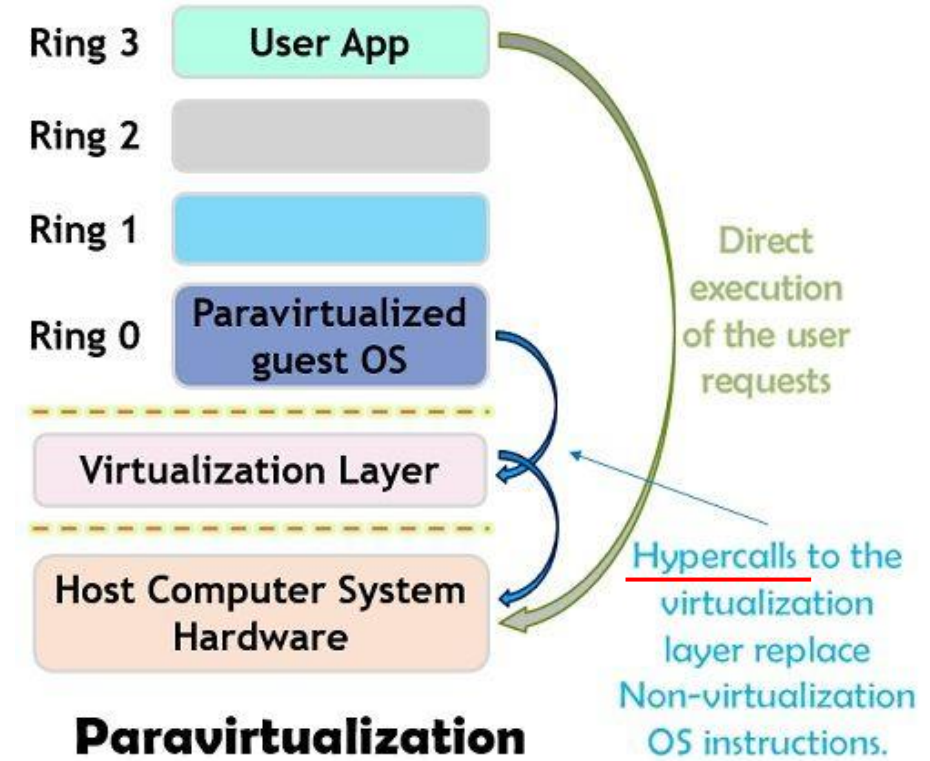 Ring 3
User App
Ring 2
Ring 1
Ring 0
Paravirtualized
guest OS
Virtualization Layer
Host Computer System
Hardware
Direct
execution
of the user
requests
Hypercalls to the
virtualization
layer replace
Non-virtualization
OS instructions.
Paravirtualization